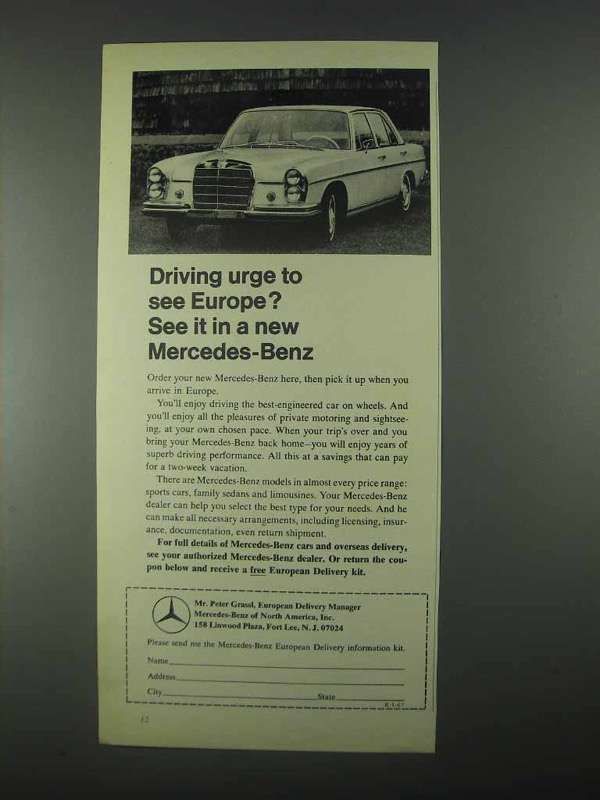 Driving urge to
see Europe?
See it in a new
Mercedes-Benz
Order your new Mercedes-Benz here, then pick it up when you
arrive in Europe.
You'll enjoy driving the best-engineered car on wheels. And
you'll enjoy all the pleasures of private motoring and sightsee-
ing, at your own chosen pace. When your trip's over and you
bring your Mercedes-Benz back home—you will enjoy years of
superb driving performance. All this at a savings that can pay
for a two-week vacation.
There are Mercedes-Benz models in almost every price range:
sports cars, family sedans and limousines. Your Mercedes-Benz
dealer can help you select the best type for your needs. And he
can make all necessary arrangements, including licensing, insur-
ance, documentation, even return shipment.
For full details of Mercedes-Benz cars and overseas delivery,
see your authorized Mercedes-Benz dealer. Or return the cou-
pon below and receive a free European Delivery kit.
Mr. Peter Grassl, European Delivery Manager
Mercedes-Benz of North America, Inc.
158 Linwood Plaza, Fort Lee, N. J. 07024
Please send me the Mercedes-Benz European Delivery information kit.
Name
Address
City State
12